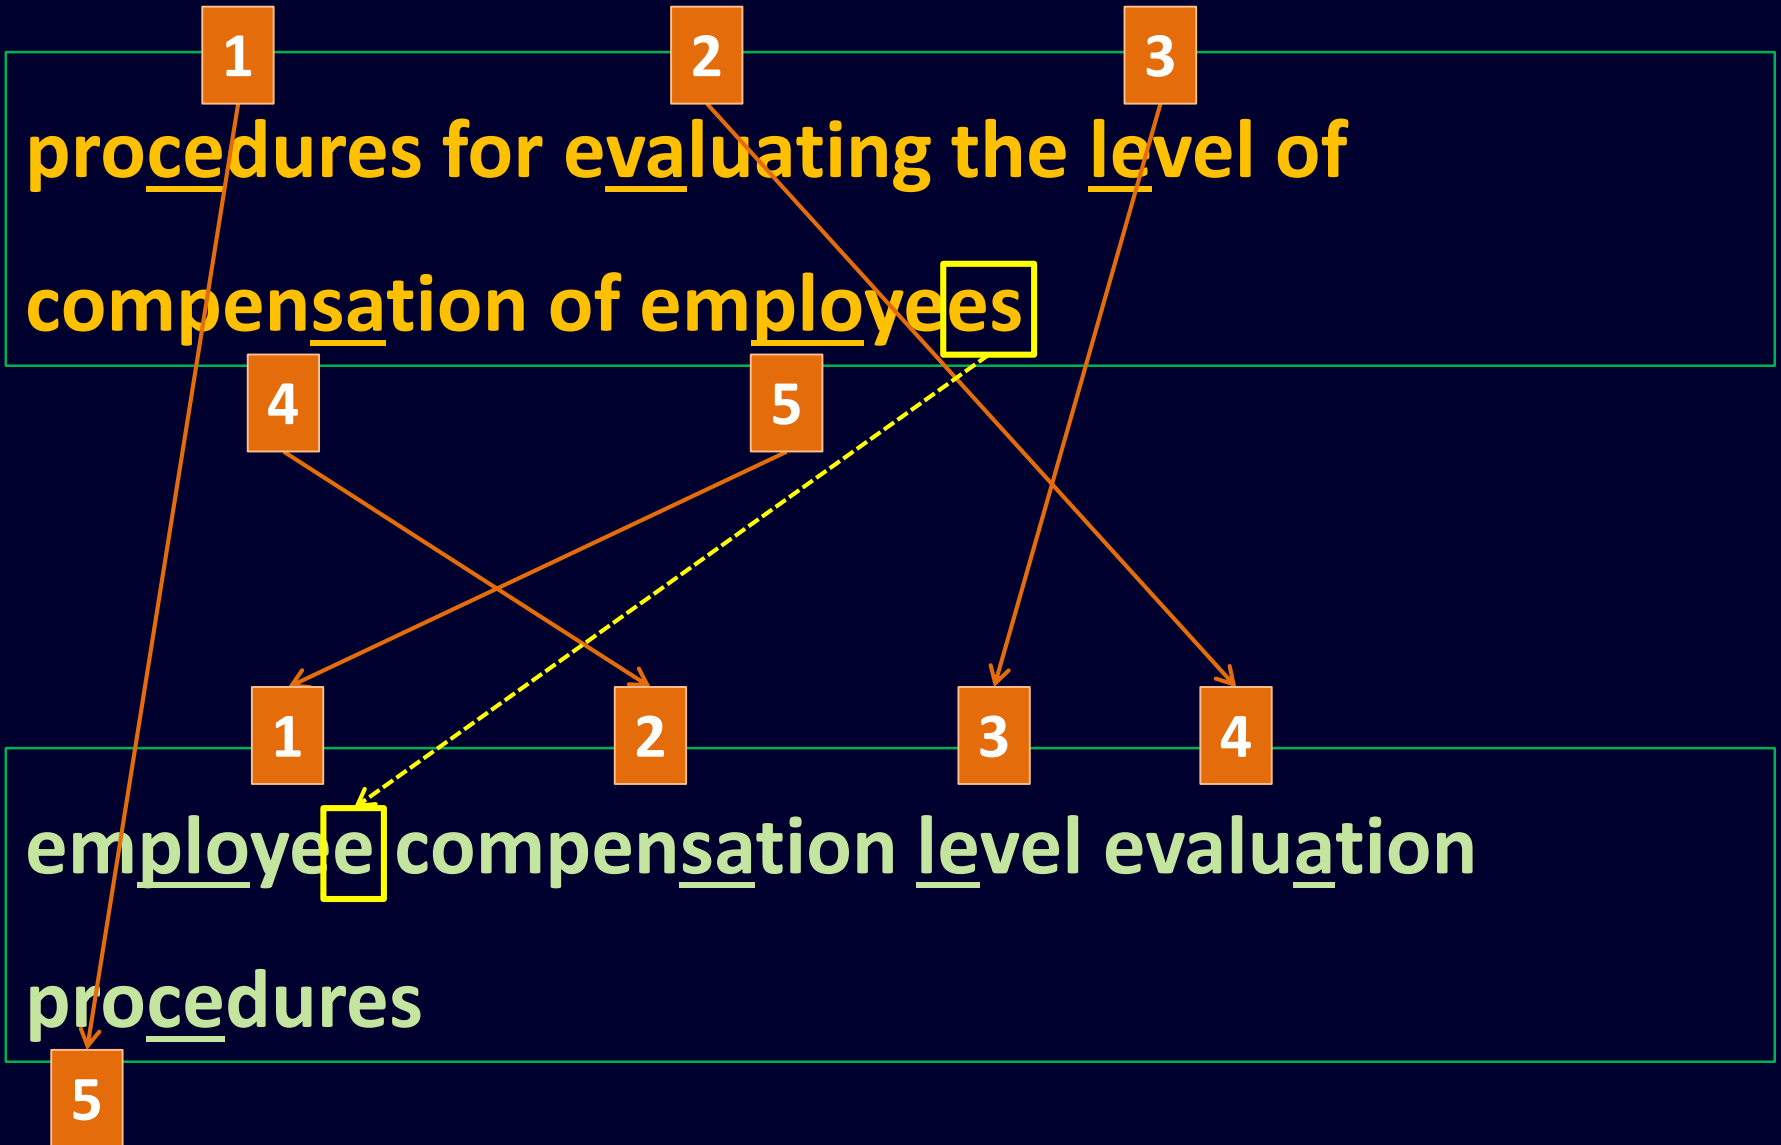 1 2 3
procedures for evaluating the level of
compensation of employees
4 5
1 2 3 4
employee compensation level evaluation
procedures
5